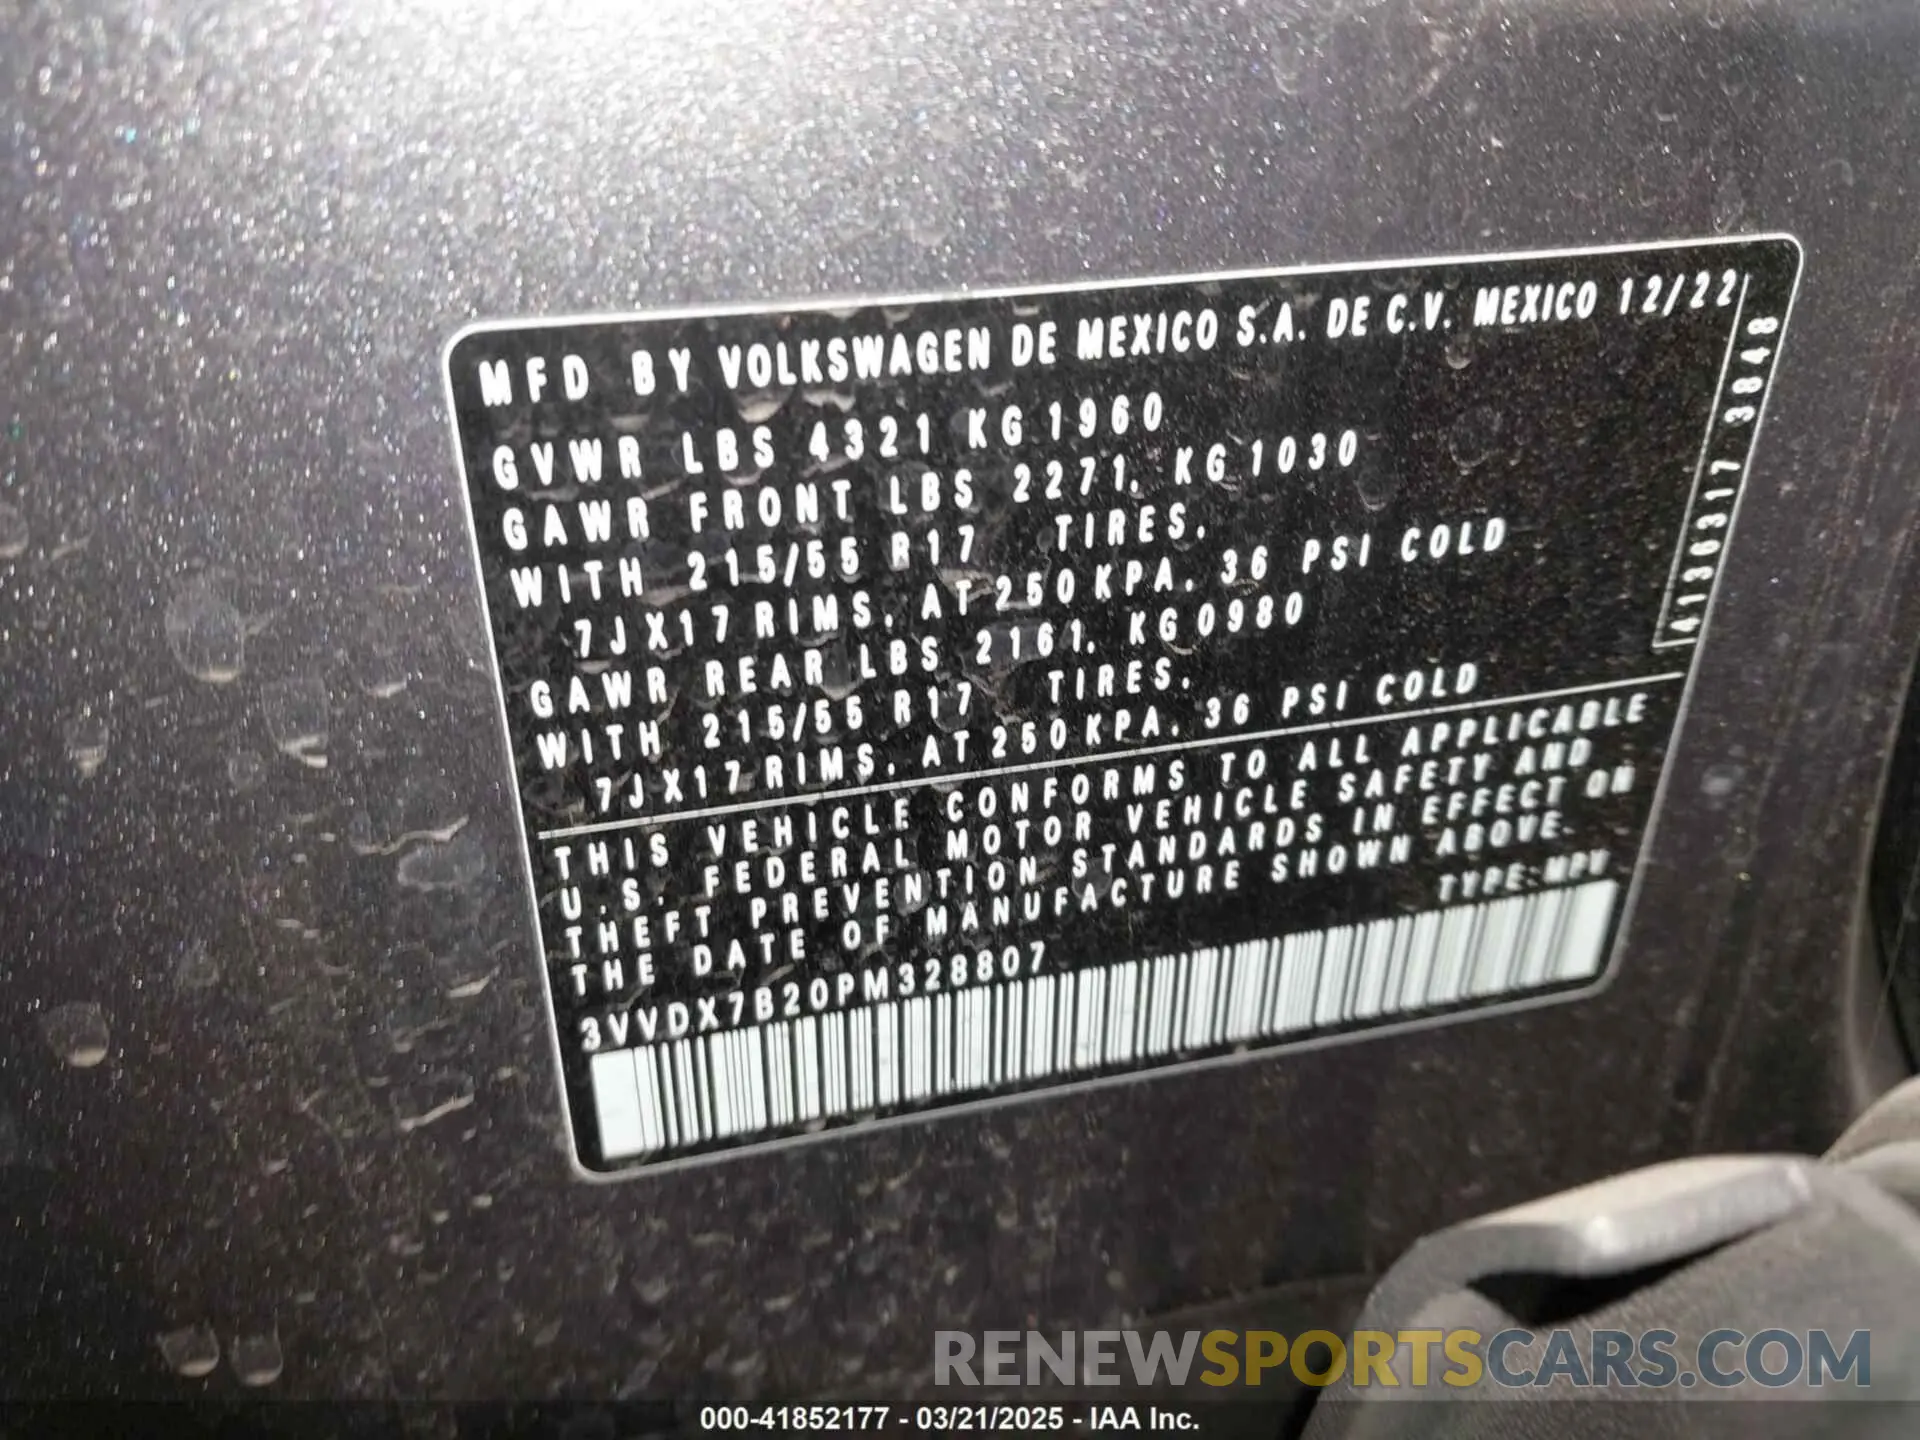 MFD BY VOLKSWAGEN DE MEXICO S.A. DE C.V. MEXICO 12/22
GVWR LBS 4321 KG 1960
GAWR FRONT LBS 2271. KG 1030
WITH 215/55 R17 TIRES.
7JX17 RIMS. AT 250 KPA. 36 PSI COLD
GAWR REAR LBS 2161. KG 0980
WITH 215/55 R17 TIRES.
7JX17 RIMS. AT 250 KPA. 36 PSI COLD
4136317 3848
THIS VEHICLE CONFORMS TO ALL APPLICABLE
U.S. FEDERAL MOTOR VEHICLE SAFETY AND
THEFT PREVENTION STANDARDS IN EFFECT ON
THE DATE OF MANUFACTURE SHOWN ABOVE.
TYPE: MPV
3VVDX7B20PM328807
RENEWSPORTSCARS.COM
000-41852177 - 03/21/2025 - IAA Inc.